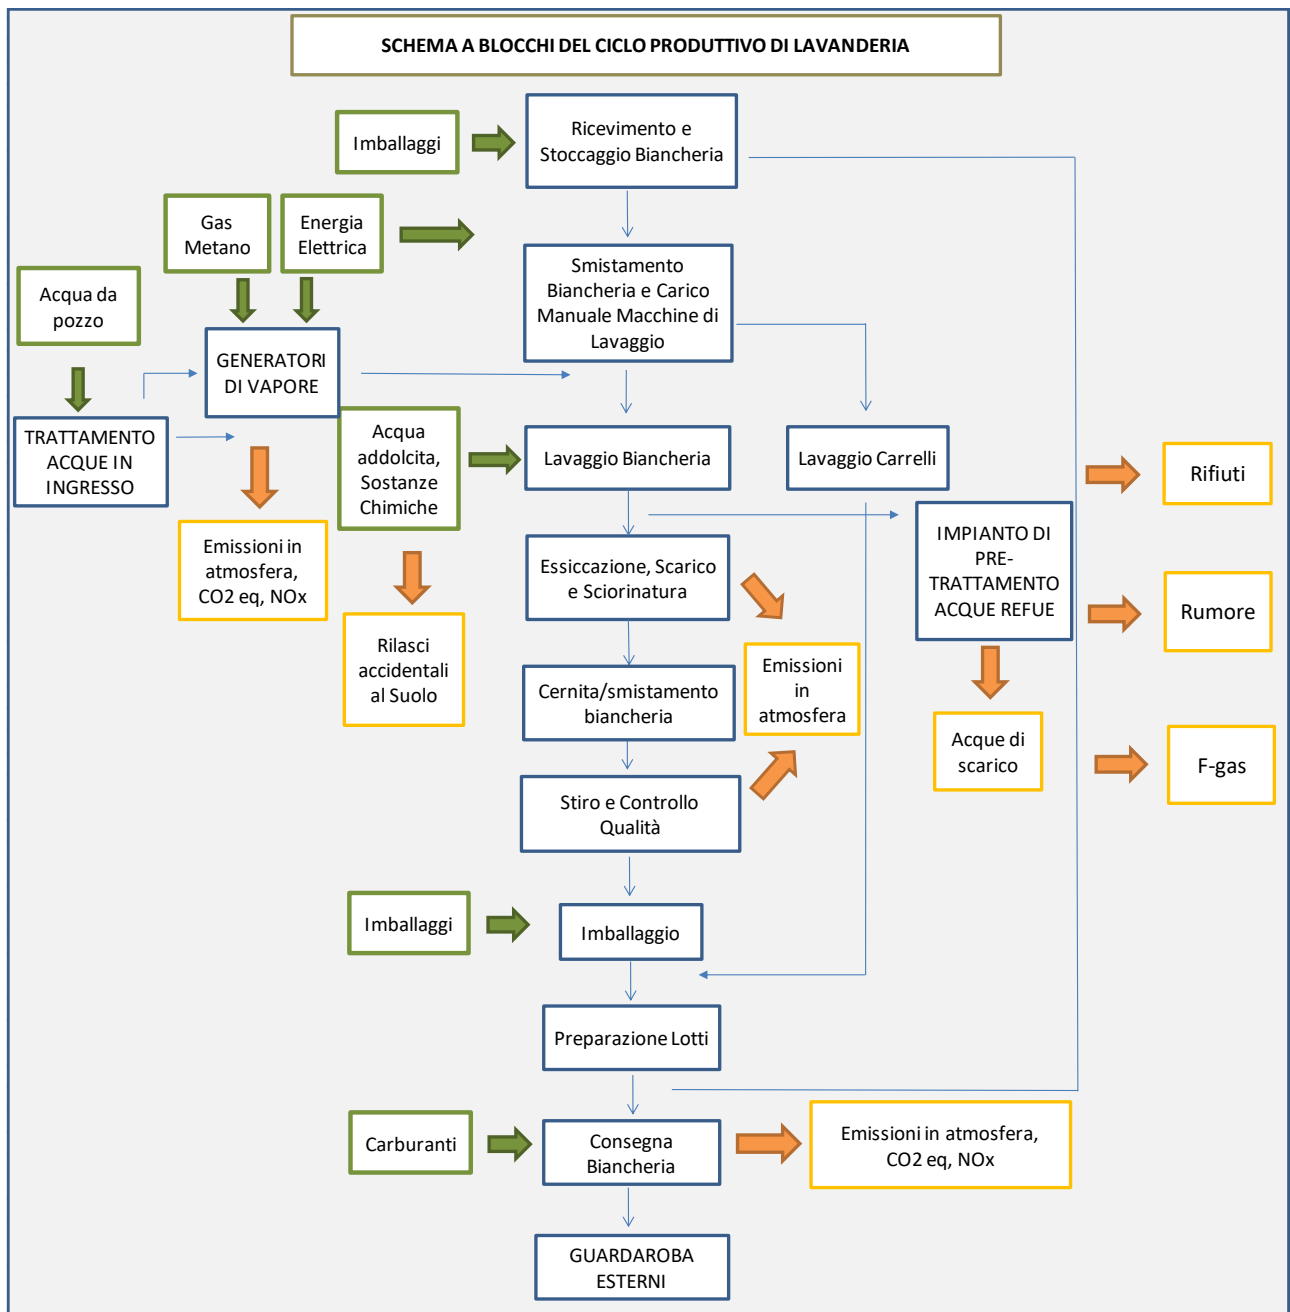 SCHEMA A BLOCCHI DEL CICLO PRODUTTIVO DI LAVANDERIA
Imballaggi
Ricevimento e
Stoccaggio Biancheria
Gas
Metano
Energia
Elettrica
Acqua da
pozzo
Smistamento
Biancheria e Carico
Manuale Macchine di
Lavaggio
GENERATORI
DI VAPORE
TRATTAMENTO
ACQUE IN
INGRESSO
Acqua
addolcita,
Sostanze
Chimiche
Lavaggio Biancheria
Lavaggio Carrelli
Rifiuti
Emissioni in
atmosfera,
CO2 eq, NOx
Essiccazione, Scarico
e Sciorinatura
IMPIANTO DI
PRE-
TRATTAMENTO
ACQUE REFUE
Rumore
Rilasci
accidentali
al Suolo
Cernita/smistamento
biancheria
Emissioni
in
atmosfera
Acque di
scarico
F-gas
Stiro e Controllo
Qualità
Imballaggi
Imballaggio
Preparazione Lotti
Carburanti
Consegna
Biancheria
Emissioni in atmosfera,
CO2 eq, NOx
GUARDAROBA
ESTERNI